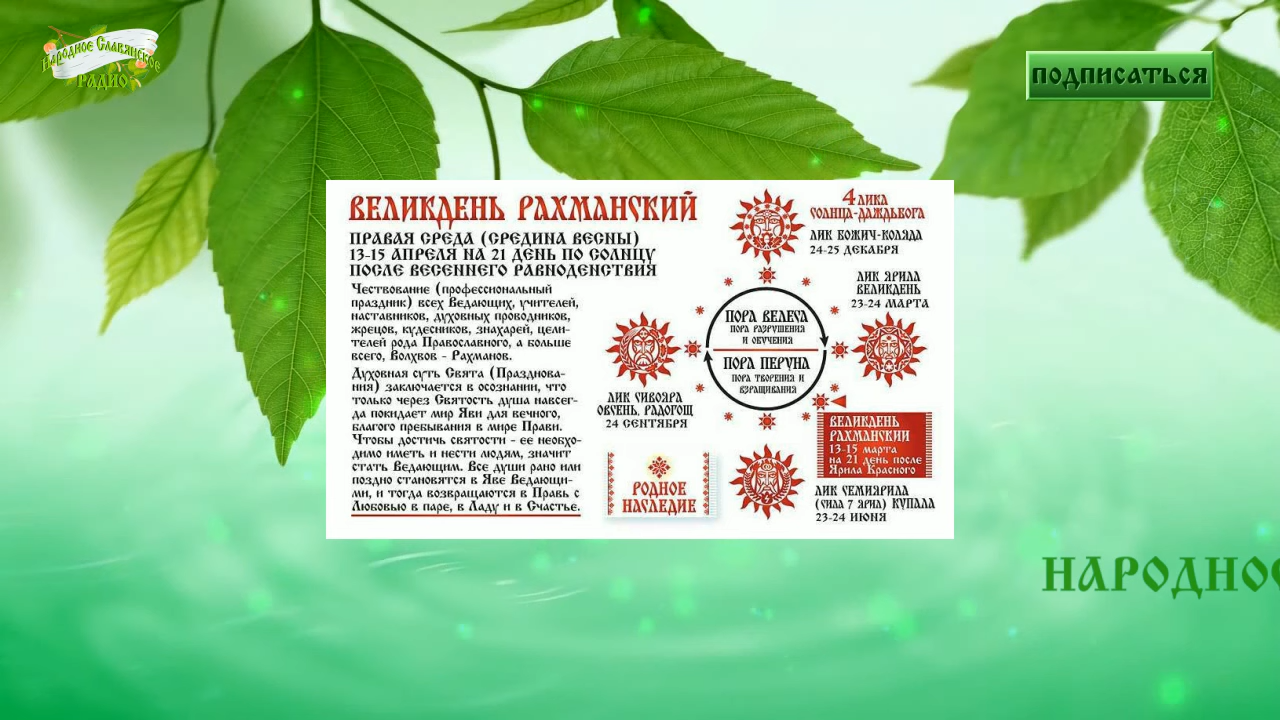 Народное Славянское
РАДИО
ПОДПИСАТЬСЯ
ВЕЛИКДЕНЬ РАХМАНСКИЙ
ПРАВАЯ СРЕДА (СРЕДИНА ВЕСНЫ)
13-15 АПРЕЛЯ НА 21 ДЕНЬ ПО СОЛНЦУ
ПОСЛЕ ВЕСЕННЕГО РАВНОДЕНСТВИЯ
Чествование (профессиональный
праздник) всех Ведающих, учителей,
наставников, духовных проводников,
жрецов, кудесников, знахарей, цели-
телей рода Православного, а больше
всего, Волхвов - Рахманов.
Духовная суть Свята (Празднова-
ния) заключается в осознании, что
только через Святость душа навсег-
да покидает мир Яви для вечного,
благого пребывания в мире Прави.
Чтобы достичь святости - ее необхо-
димо иметь и нести людям, значит
стать Ведающим. Все души рано или
поздно становятся в Яве Ведающи-
ми, и тогда возвращаются в Правь с
Любовью в паре, в Ладу и в Счастье.
4 ЛИКА
СОЛНЦА-ДАЖДЬБОГА
ЛИК БОЖИЧ-КОЛЯДА
24-25 ДЕКАБРЯ
ЛИК ЯРИЛА
ВЕЛИКДЕНЬ
23-24 МАРТА
ПОРА ВЕЛЕСА
ПОРА РАЗРУШЕНИЯ
И ОБУЧЕНИЯ
ПОРА ПЕРУНА
ПОРА ТВОРЕНИЯ И
ВЗРАЩИВАНИЯ
ЛИК СИВОЯРА
ОВСЕНЬ, РАДОГОЩ
24 СЕНТЯБРЯ
ВЕЛИКДЕНЬ
РАХМАНСКИЙ
13-15 марта
на 21 день после
Ярила Красного
РОДНОЕ
НАСЛЕДИЕ
ЛИК СЕМИЯРИЛА
(СИЛА 7 ЯРИЛ) КУПАЛА
23-24 ИЮНЯ